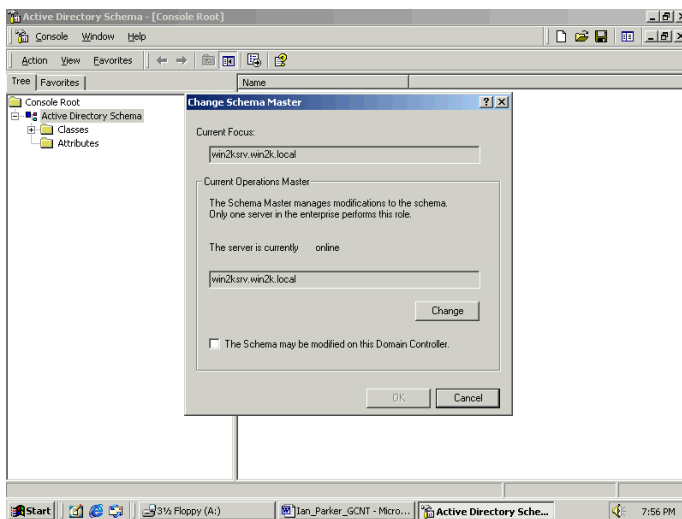 Active Directory Schema - [Console Root]
Console Window Help
Action View Favorites
Tree Favorites
Name
Console Root
Active Directory Schema
Classes
Attributes
Change Schema Master
Current Focus:
win2ksrv.win2k.local
Current Operations Master
The Schema Master manages modifications to the schema.
Only one server in the enterprise performs this role.
The server is currently online
win2ksrv.win2k.local
Change
The Schema may be modified on this Domain Controller.
OK Cancel
Start 3½ Floppy (A:) Ian_Parker_GCNT - Micro... Active Directory Sche... 7:56 PM